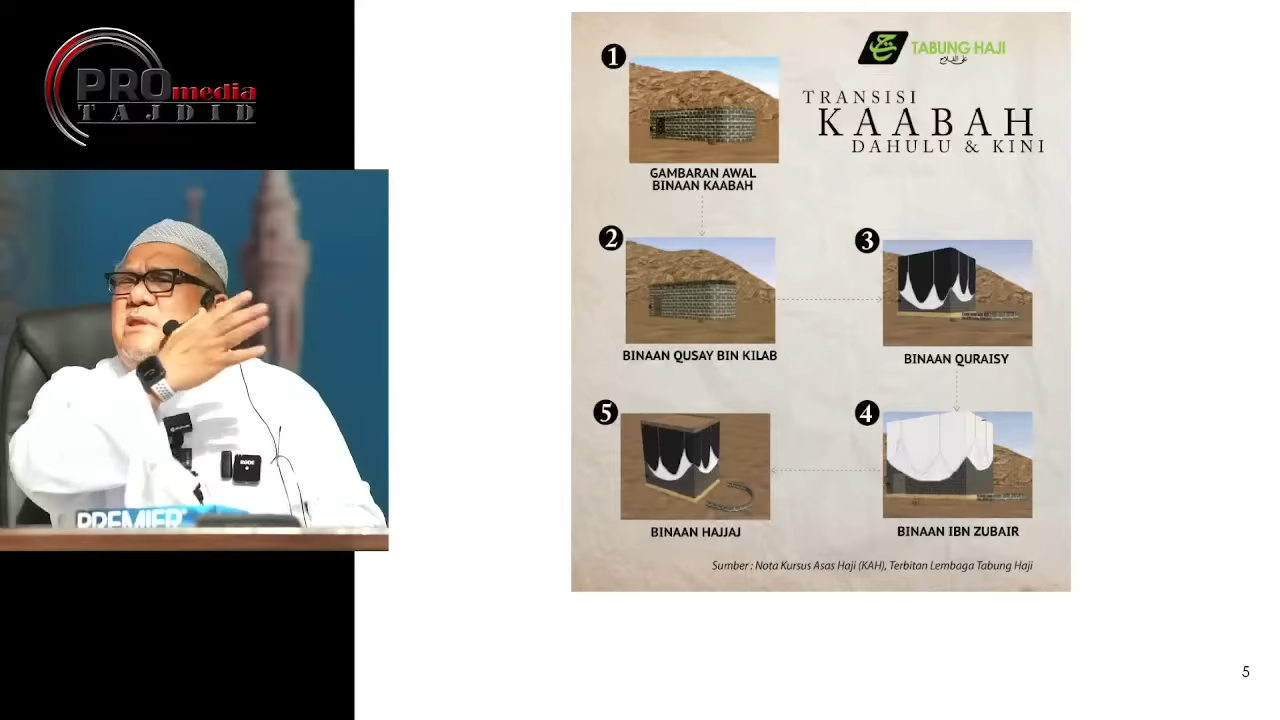 PROmedia
TAJDID
RODE
PREMIER
1
TABUNG HAJI
TRANSISI
KAABAH
DAHULU & KINI
GAMBARAN AWAL
BINAAN KAABAH
2
3
BINAAN QUSAY BIN KILAB
BINAAN QURAISY
5
4
BINAAN HAJJAJ
BINAAN IBN ZUBAIR
Sumber : Nota Kursus Asas Haji (KAH), Terbitan Lembaga Tabung Haji
5